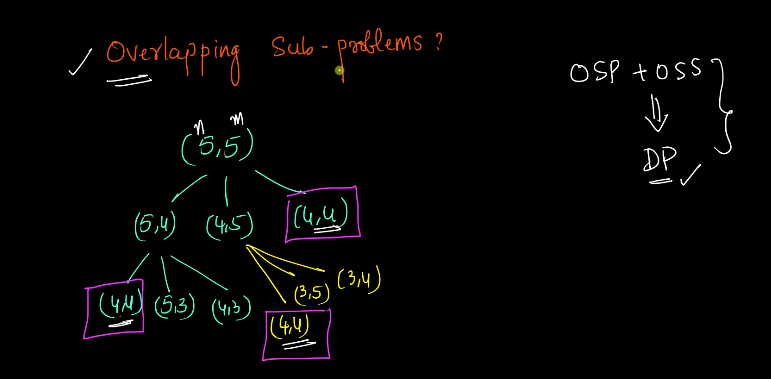 Overlapping Sub-problems?
OSP + OSS
⇓
DP
n m
(5,5)
(5,4) (4,5) (4,4)
(4,4) (5,3) (4,3) (3,5) (3,4)
(4,4)